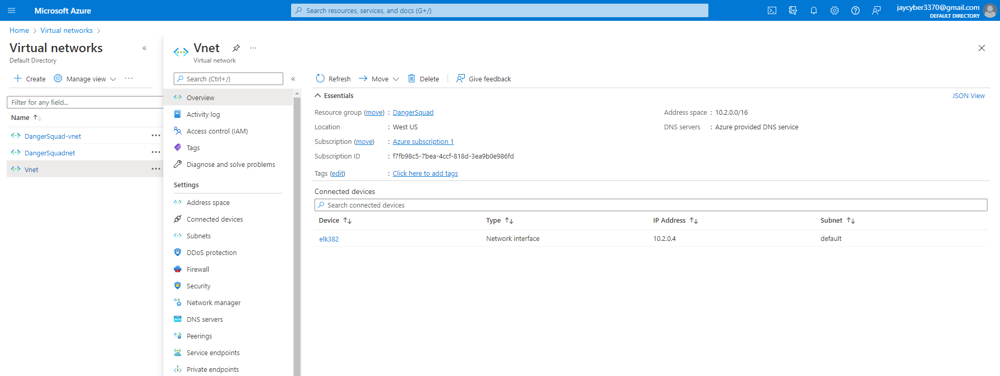 Microsoft Azure
Search resources, services, and docs (G+/)
jaycyber3370@gmail.com
DEFAULT DIRECTORY
Home > Virtual networks >
Virtual networks «
Default Directory
Create Manage view ···
Filter for any field...
Name ↑↓
DangerSquad-vnet ···
DangerSquadnet ···
Vnet ···
Vnet ···
Virtual network
Search (Ctrl+/) «
Overview
Activity log
Access control (IAM)
Tags
Diagnose and solve problems
Settings
Address space
Connected devices
Subnets
DDoS protection
Firewall
Security
Network manager
DNS servers
Peerings
Service endpoints
Private endpoints
Refresh Move Delete Give feedback
Essentials JSON View
Resource group (move) : DangerSquad
Location : West US
Subscription (move) : Azure subscription 1
Subscription ID : f7fb98c5-7bea-4ccf-818d-3ea9b0e986fd
Tags (edit) : Click here to add tags
Address space : 10.2.0.0/16
DNS servers : Azure provided DNS service
Connected devices
Search connected devices
Device ↑↓ Type ↑↓ IP Address ↑↓ Subnet ↑↓
elk382 Network interface 10.2.0.4 default